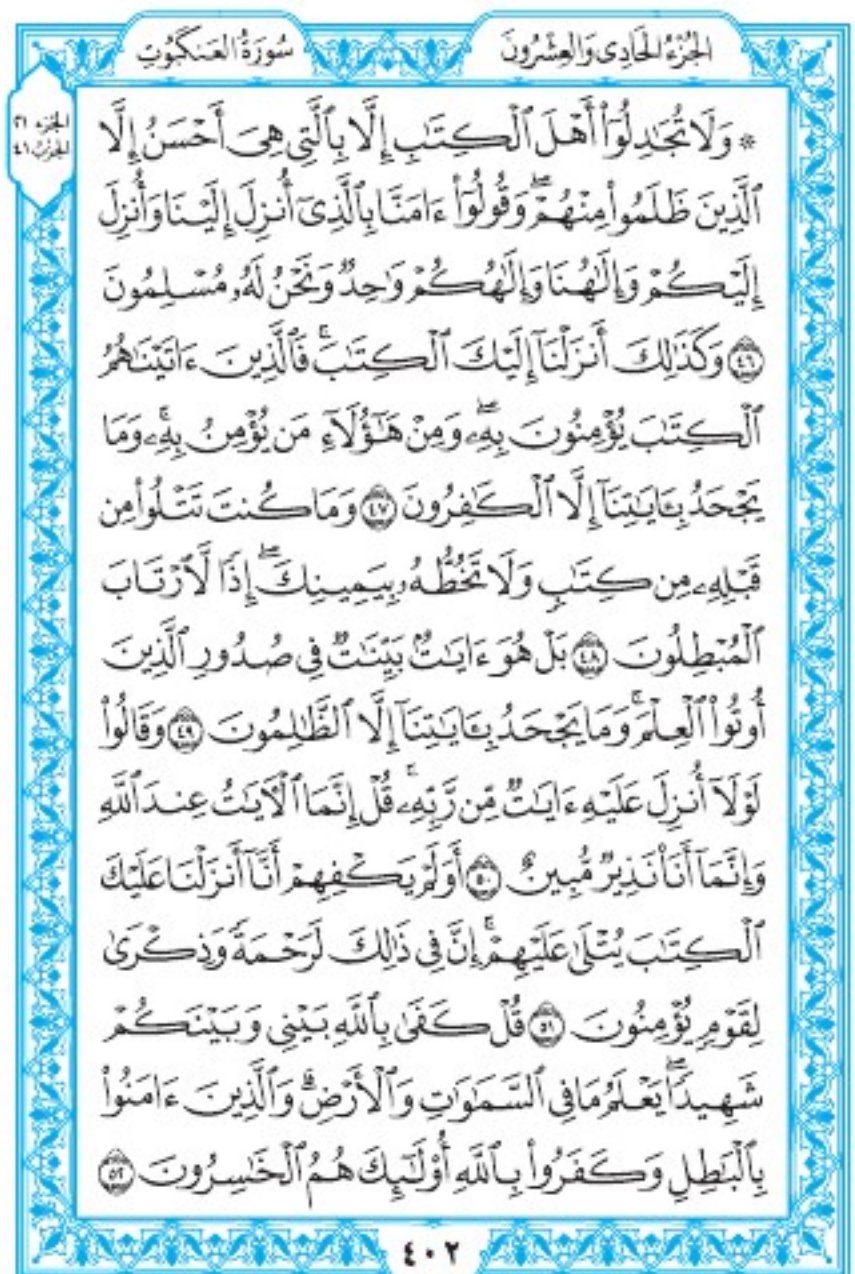 الجُزْءُ الحَادِى وَالعِشْرُونَ
سُورَةُ العَنكَبُوتِ
الجزء ٢١
الحزب ٤١
* وَلَا تُجَٰدِلُوٓاْ أَهْلَ ٱلْكِتَٰبِ إِلَّا بِٱلَّتِى هِىَ أَحْسَنُ إِلَّا
ٱلَّذِينَ ظَلَمُواْ مِنْهُمْۖ وَقُولُوٓاْ ءَامَنَّا بِٱلَّذِىٓ أُنزِلَ إِلَيْنَا وَأُنزِلَ
إِلَيْكُمْ وَإِلَٰهُنَا وَإِلَٰهُكُمْ وَٰحِدٌ وَنَحْنُ لَهُۥ مُسْلِمُونَ
٤٦ وَكَذَٰلِكَ أَنزَلْنَآ إِلَيْكَ ٱلْكِتَٰبَۚ فَٱلَّذِينَ ءَاتَيْنَٰهُمُ
ٱلْكِتَٰبَ يُؤْمِنُونَ بِهِۦۖ وَمِنْ هَٰٓؤُلَآءِ مَن يُؤْمِنُ بِهِۦۚ وَمَا
يَجْحَدُ بِـَٔايَٰتِنَآ إِلَّا ٱلْكَٰفِرُونَ ٤٧ وَمَا كُنتَ تَتْلُواْ مِن
قَبْلِهِۦ مِن كِتَٰبٍ وَلَا تَخُطُّهُۥ بِيَمِينِكَۖ إِذًا لَّٱرْتَابَ
ٱلْمُبْطِلُونَ ٤٨ بَلْ هُوَ ءَايَٰتٌۢ بَيِّنَٰتٌ فِى صُدُورِ ٱلَّذِينَ
أُوتُواْ ٱلْعِلْمَۚ وَمَا يَجْحَدُ بِـَٔايَٰتِنَآ إِلَّا ٱلظَّٰلِمُونَ ٤٩ وَقَالُواْ
لَوْلَآ أُنزِلَ عَلَيْهِ ءَايَٰتٌ مِّن رَّبِّهِۦۚ قُلْ إِنَّمَا ٱلْـَٔايَٰتُ عِندَ ٱللَّهِ
وَإِنَّمَآ أَنَا۠ نَذِيرٌ مُّبِينٌ ٥٠ أَوَلَمْ يَكْفِهِمْ أَنَّآ أَنزَلْنَا عَلَيْكَ
ٱلْكِتَٰبَ يُتْلَىٰ عَلَيْهِمْۚ إِنَّ فِى ذَٰلِكَ لَرَحْمَةً وَذِكْرَىٰ
لِقَوْمٍ يُؤْمِنُونَ ٥١ قُلْ كَفَىٰ بِٱللَّهِ بَيْنِى وَبَيْنَكُمْ
شَهِيدًاۖ يَعْلَمُ مَا فِى ٱلسَّمَٰوَٰتِ وَٱلْأَرْضِۗ وَٱلَّذِينَ ءَامَنُواْ
بِٱلْبَٰطِلِ وَكَفَرُواْ بِٱللَّهِ أُوْلَٰٓئِكَ هُمُ ٱلْخَٰسِرُونَ ٥٢
٤٠٢